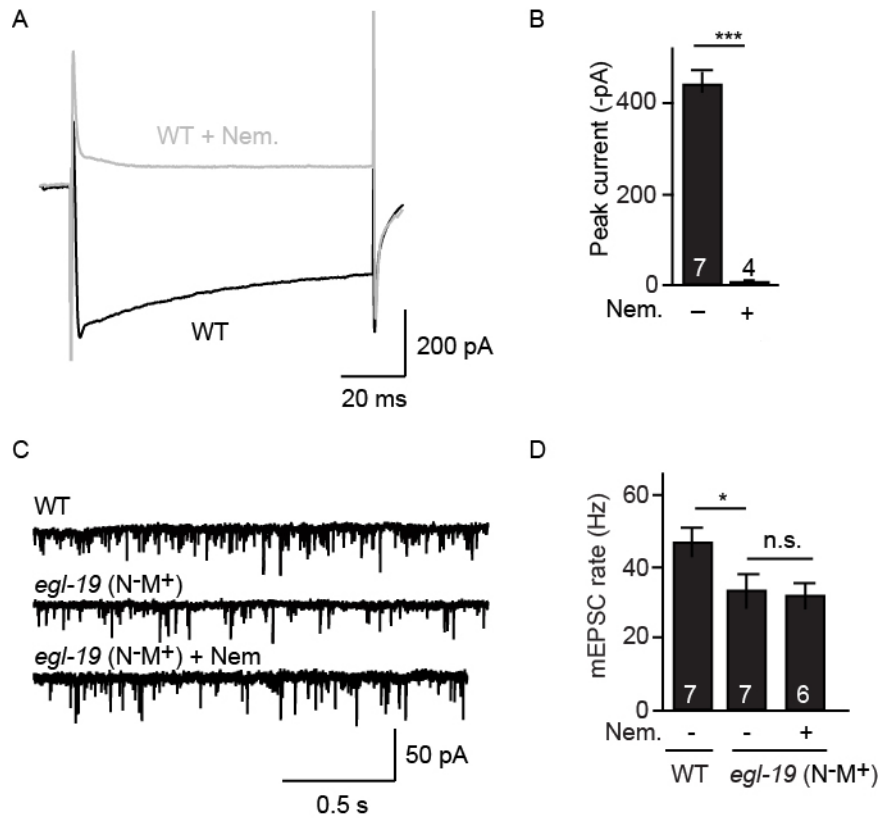 A
WT + Nem.
WT
200 pA
20 ms
B
***
Peak current (-pA)
400
200
0
7
4
Nem. – +
C
WT
egl-19 (N-M+)
egl-19 (N-M+) + Nem
50 pA
0.5 s
D
mEPSC rate (Hz)
60
40
20
0
*
n.s.
7 7 6
Nem. - - +
WT egl-19 (N-M+)